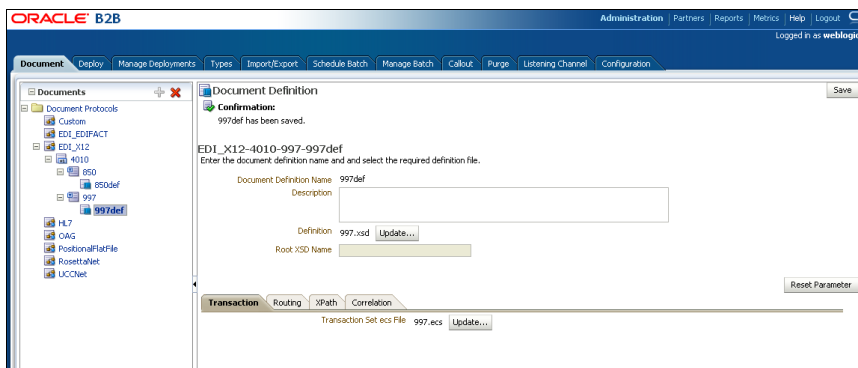 ORACLE B2B
Administration Partners Reports Metrics Help Logout
Logged in as weblogic
Document Deploy Manage Deployments Types Import/Export Schedule Batch Manage Batch Callout Purge Listening Channel Configuration
Documents
Document Protocols
Custom
EDI_EDIFACT
EDI_X12
4010
850
850def
997
997def
HL7
OAG
PositionalFlatFile
RosettaNet
UCCNet
Document Definition
Save
Confirmation:
997def has been saved.
EDI_X12-4010-997-997def
Enter the document definition name and and select the required definition file.
Document Definition Name 997def
Description
Definition 997.xsd Update...
Root XSD Name
Reset Parameter
Transaction Routing XPath Correlation
Transaction Set ecs File 997.ecs Update...